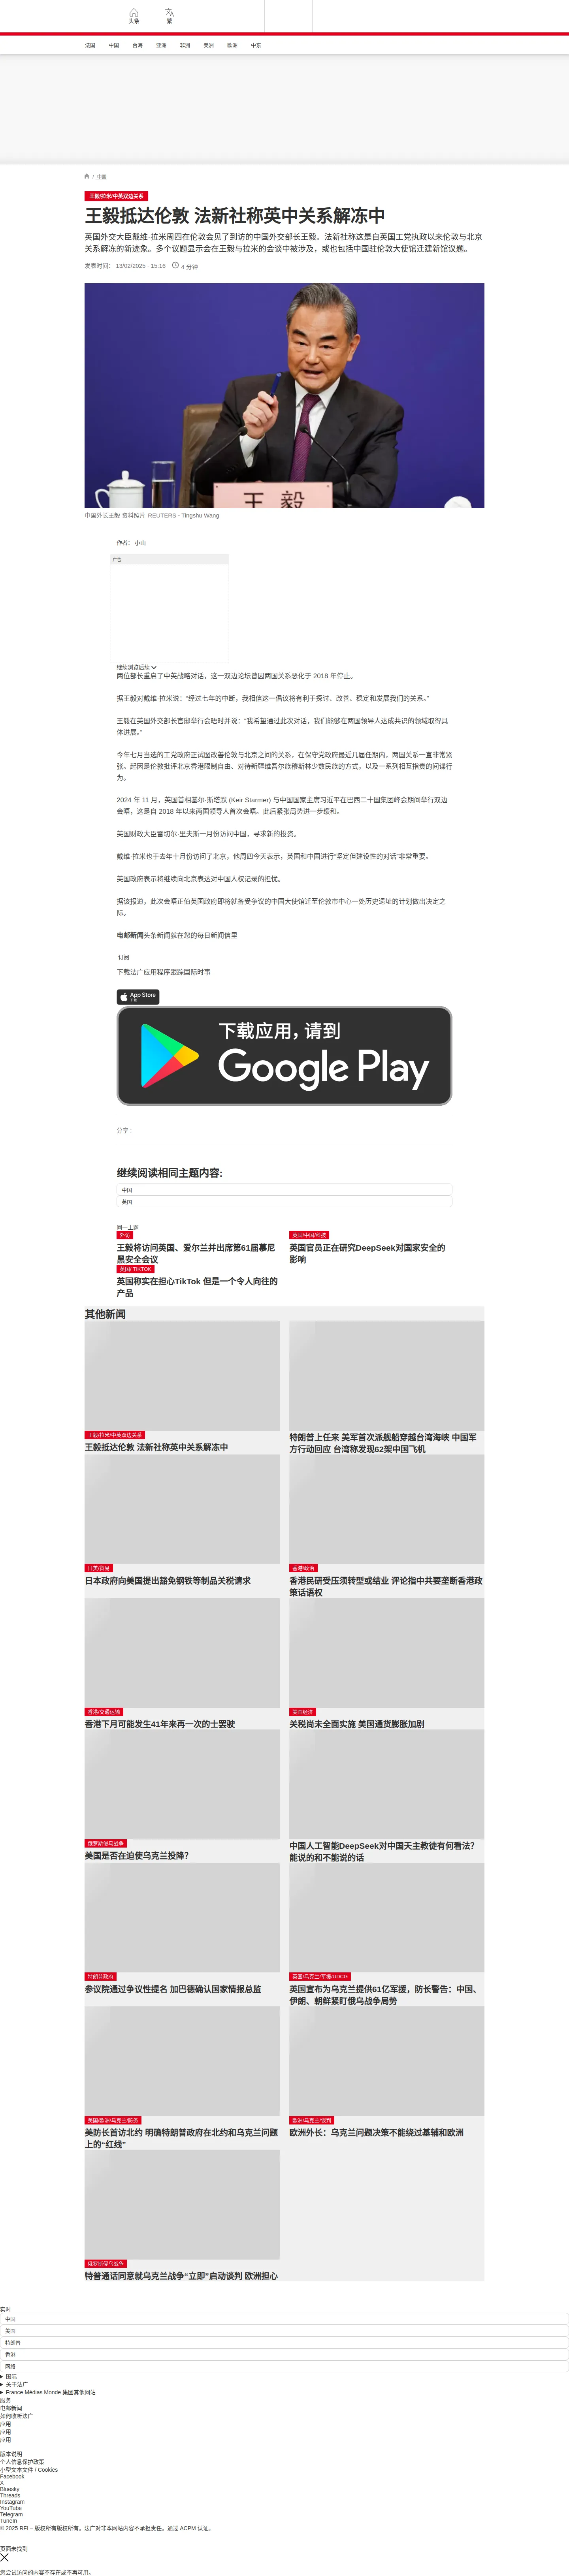 头条
繁
法国
中国
台海
亚洲
非洲
美洲
欧洲
中东
/ 中国
王毅/拉米/中英双边关系
王毅抵达伦敦 法新社称英中关系解冻中
英国外交大臣戴维·拉米周四在伦敦会见了到访的中国外交部长王毅。法新社称这是自英国工党执政以来伦敦与北京
关系解冻的新迹象。多个议题显示会在王毅与拉米的会谈中被涉及，或也包括中国驻伦敦大使馆迁建新馆议题。
发表时间： 13/02/2025 - 15:16
4 分钟
王 毅
中国外长王毅 资料照片 REUTERS - Tingshu Wang
作者： 小山
广告
继续浏览后续
两位部长重启了中英战略对话，这一双边论坛曾因两国关系恶化于 2018 年停止。
据王毅对戴维·拉米说：“经过七年的中断，我相信这一倡议将有利于探讨、改善、稳定和发展我们的关系。”
王毅在英国外交部长官邸举行会晤时并说：“我希望通过此次对话，我们能够在两国领导人达成共识的领域取得具
体进展。”
今年七月当选的工党政府正试图改善伦敦与北京之间的关系，在保守党政府最近几届任期内，两国关系一直非常紧
张。起因是伦敦批评北京香港限制自由、对待新疆维吾尔族穆斯林少数民族的方式，以及一系列相互指责的间谍行
为。
2024 年 11 月，英国首相基尔·斯塔默 (Keir Starmer) 与中国国家主席习近平在巴西二十国集团峰会期间举行双边
会晤，这是自 2018 年以来两国领导人首次会晤。此后紧张局势进一步缓和。
英国财政大臣雷切尔·里夫斯一月份访问中国，寻求新的投资。
戴维·拉米也于去年十月份访问了北京，他周四今天表示，英国和中国进行“坚定但建设性的对话”非常重要。
英国政府表示将继续向北京表达对中国人权记录的担忧。
据该报道，此次会晤正值英国政府即将就备受争议的中国大使馆迁至伦敦市中心一处历史遗址的计划做出决定之
际。
电邮新闻头条新闻就在您的每日新闻信里
订阅
下载法广应用程序跟踪国际时事
App Store
下载
下载应用，请到
Google Play
分享 :
继续阅读相同主题内容:
中国
英国
同一主题
外访
王毅将访问英国、爱尔兰并出席第61届慕尼
黑安全会议
英国/中国/科技
英国官员正在研究DeepSeek对国家安全的
影响
英国/ TIKTOK
英国称实在担心TikTok 但是一个令人向往的
产品
其他新闻
王毅/拉米/中英双边关系
王毅抵达伦敦 法新社称英中关系解冻中
特朗普上任来 美军首次派舰船穿越台湾海峡 中国军
方行动回应 台湾称发现62架中国飞机
日美/贸易
日本政府向美国提出豁免钢铁等制品关税请求
香港/政治
香港民研受压须转型或结业 评论指中共要垄断香港政
策话语权
香港/交通运输
香港下月可能发生41年来再一次的士罢驶
美国经济
关税尚未全面实施 美国通货膨胀加剧
俄罗斯侵乌战争
美国是否在迫使乌克兰投降？
中国人工智能DeepSeek对中国天主教徒有何看法？
能说的和不能说的话
特朗普政府
参议院通过争议性提名 加巴德确认国家情报总监
英国/乌克兰/军援/UDCG
英国宣布为乌克兰提供61亿军援，防长警告：中国、
伊朗、朝鲜紧盯俄乌战争局势
美国/欧洲/乌克兰/防务
美防长首访北约 明确特朗普政府在北约和乌克兰问题
上的“红线”
欧洲/乌克兰/谈判
欧洲外长：乌克兰问题决策不能绕过基辅和欧洲
俄罗斯侵乌战争
特普通话同意就乌克兰战争“立即”启动谈判 欧洲担心
实时
中国
美国
特朗普
香港
网络
国际
关于法广
France Médias Monde 集团其他网站
服务
电邮新闻
如何收听法广
应用
应用
应用
版本说明
个人信息保护政策
小型文本文件 / Cookies
Facebook
X
Bluesky
Threads
Instagram
YouTube
Telegram
TuneIn
© 2025 RFI – 版权所有版权所有。法广对非本网站内容不承担责任。通过 ACPM 认证。
页面未找到
您尝试访问的内容不存在或不再可用。